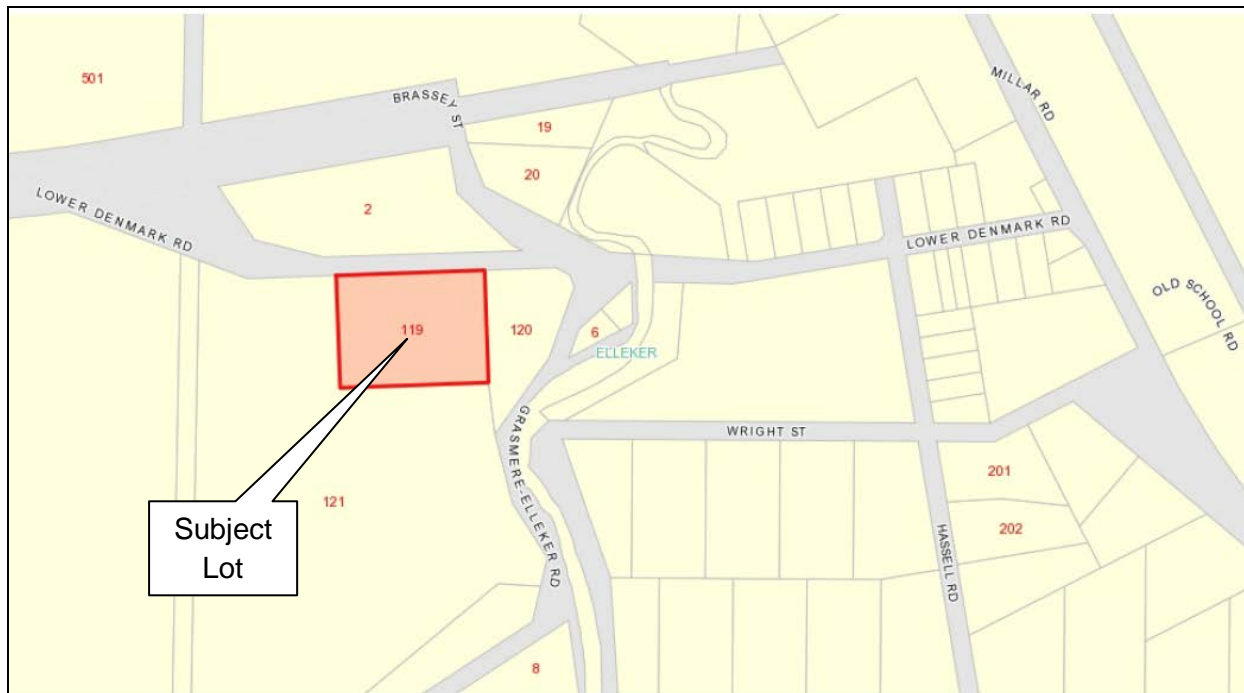 501
MILLAR RD
BRASSEY ST
19
20
LOWER DENMARK RD
2
LOWER DENMARK RD
OLD SCHOOL RD
119
120
6
ELLEKER
GRASMERE-ELLEKER RD
WRIGHT ST
201
121
Subject
Lot
202
HASSELL RD
8